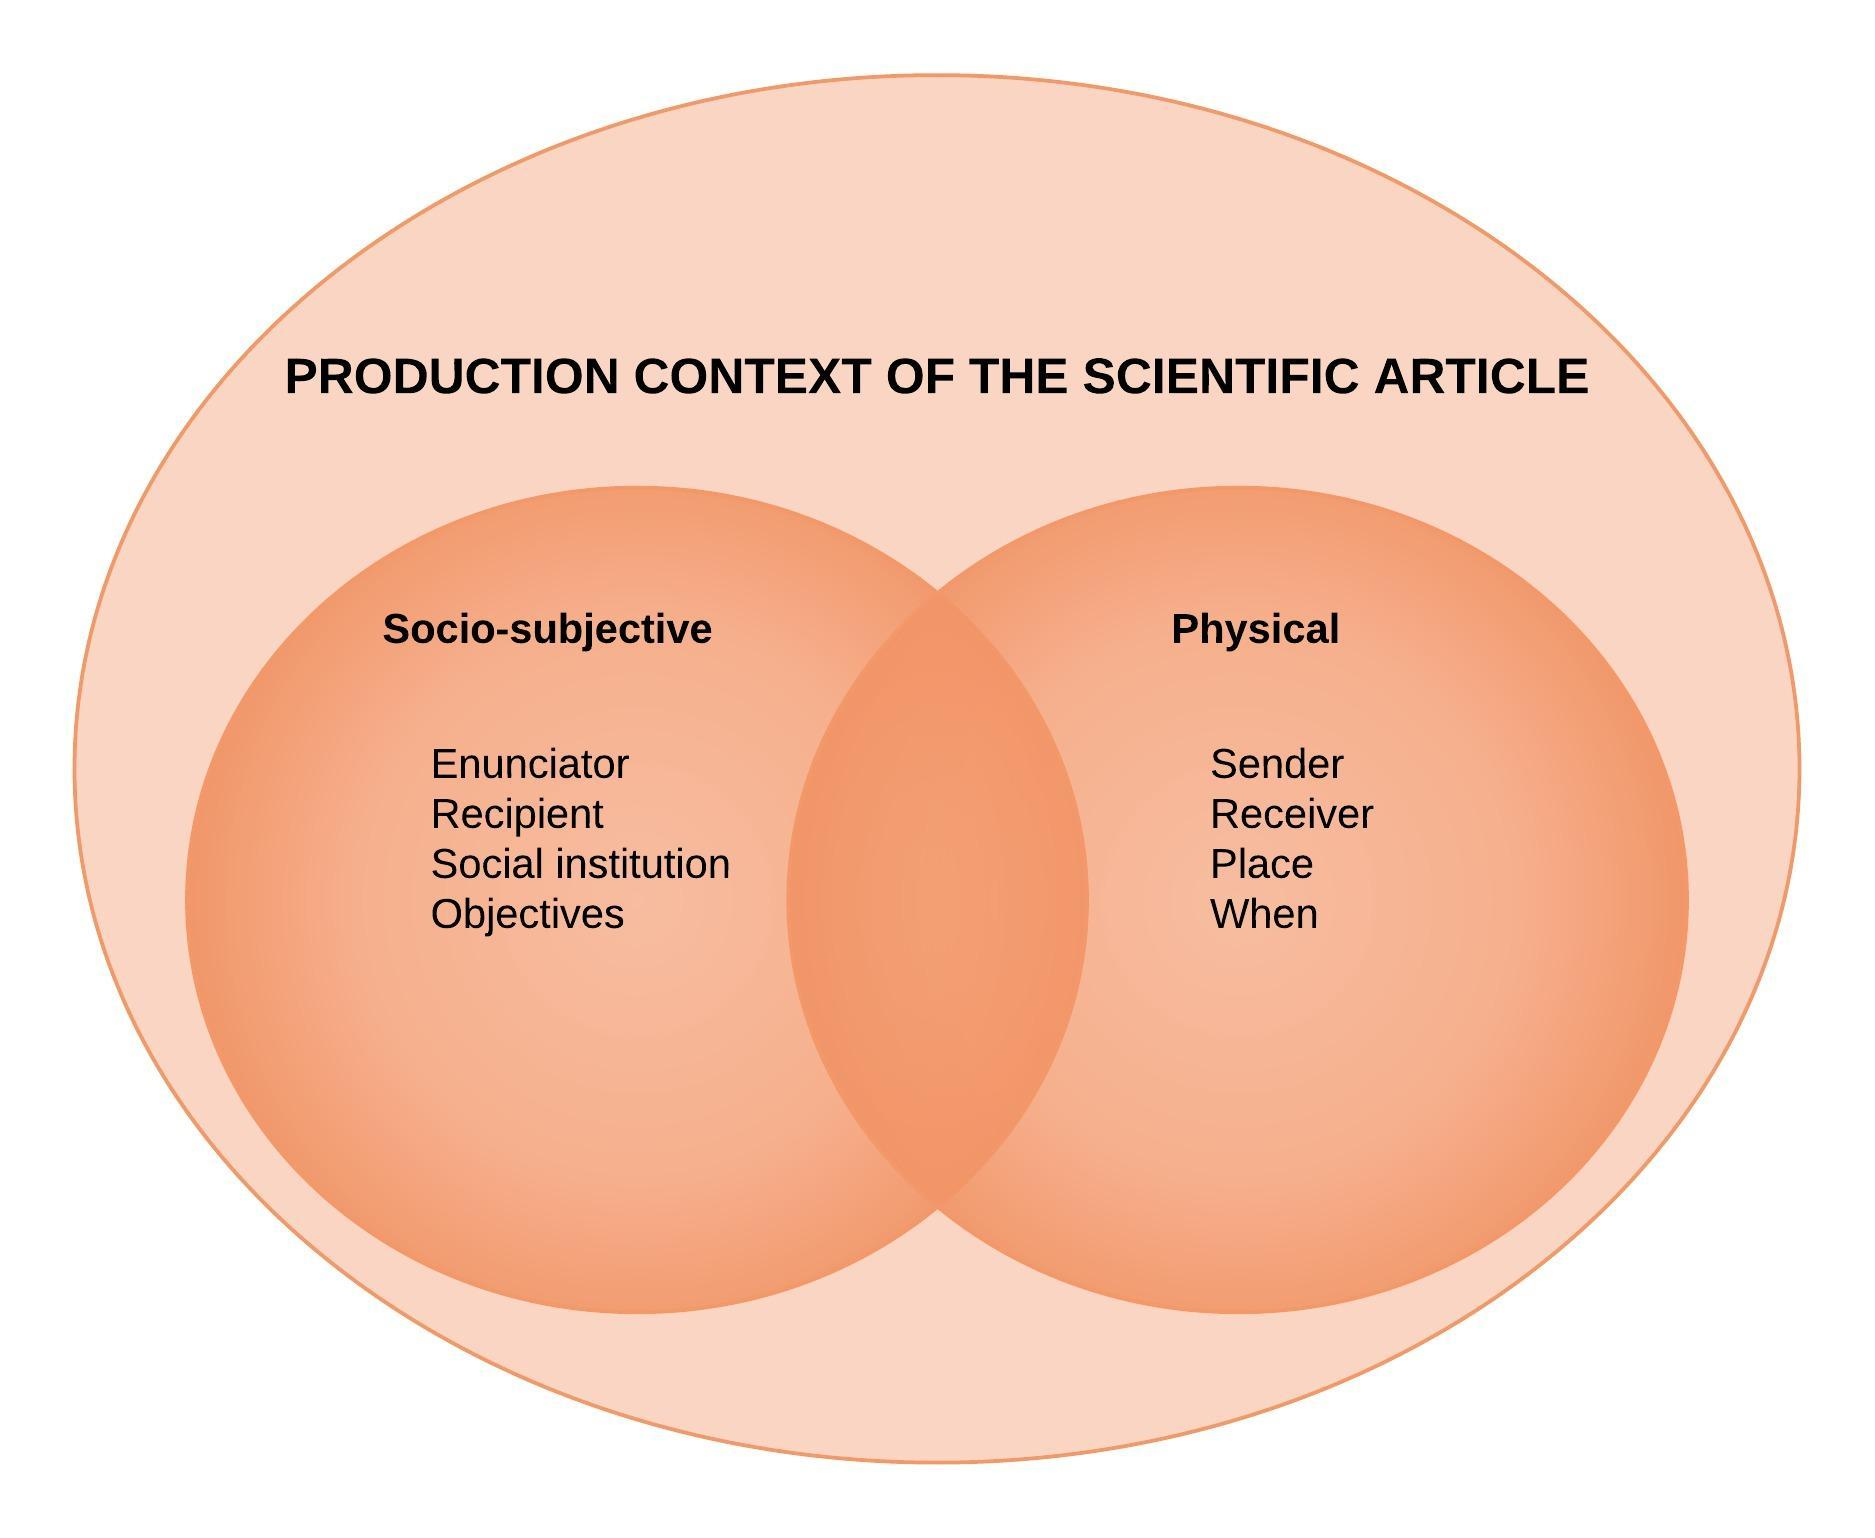 PRODUCTION CONTEXT OF THE SCIENTIFIC ARTICLE
Socio-subjective
Enunciator
Recipient
Social institution
Objectives
Physical
Sender
Receiver
Place
When